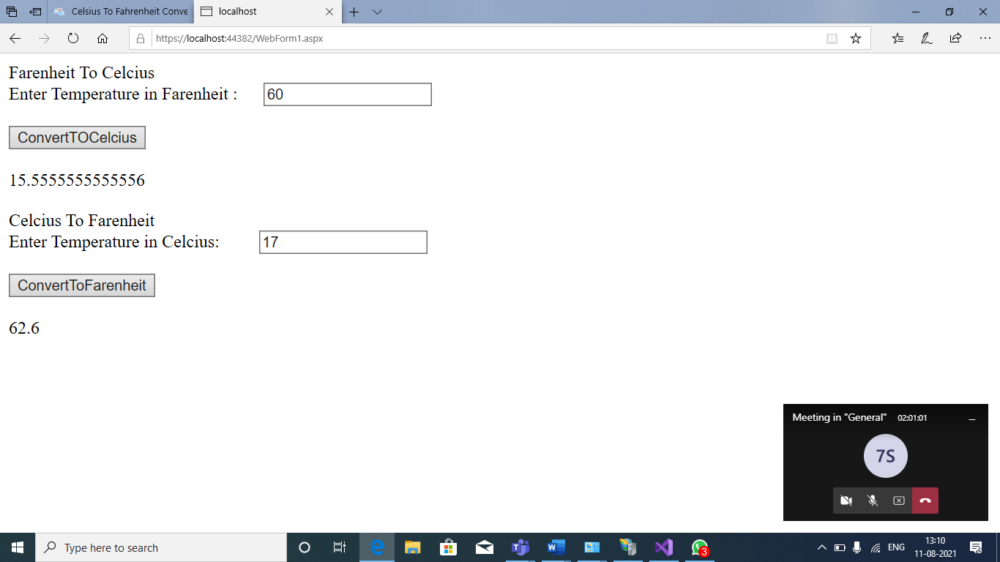 Celsius To Fahrenheit Conve
localhost
https://localhost:44382/WebForm1.aspx
Farenheit To Celcius
Enter Temperature in Farenheit :
60
ConvertTOCelcius
15.5555555555556
Celcius To Farenheit
Enter Temperature in Celcius:
17
ConvertToFarenheit
62.6
Meeting in "General" 02:01:01
7S
Type here to search
3
ENG
13:10
11-08-2021